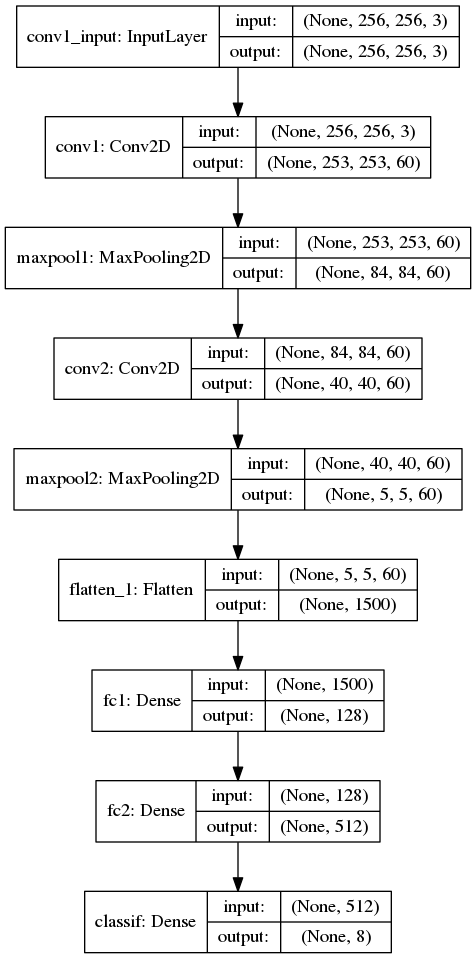 conv1_input: InputLayer
input: (None, 256, 256, 3)
output: (None, 256, 256, 3)
conv1: Conv2D
input: (None, 256, 256, 3)
output: (None, 253, 253, 60)
maxpool1: MaxPooling2D
input: (None, 253, 253, 60)
output: (None, 84, 84, 60)
conv2: Conv2D
input: (None, 84, 84, 60)
output: (None, 40, 40, 60)
maxpool2: MaxPooling2D
input: (None, 40, 40, 60)
output: (None, 5, 5, 60)
flatten_1: Flatten
input: (None, 5, 5, 60)
output: (None, 1500)
fc1: Dense
input: (None, 1500)
output: (None, 128)
fc2: Dense
input: (None, 128)
output: (None, 512)
classif: Dense
input: (None, 512)
output: (None, 8)